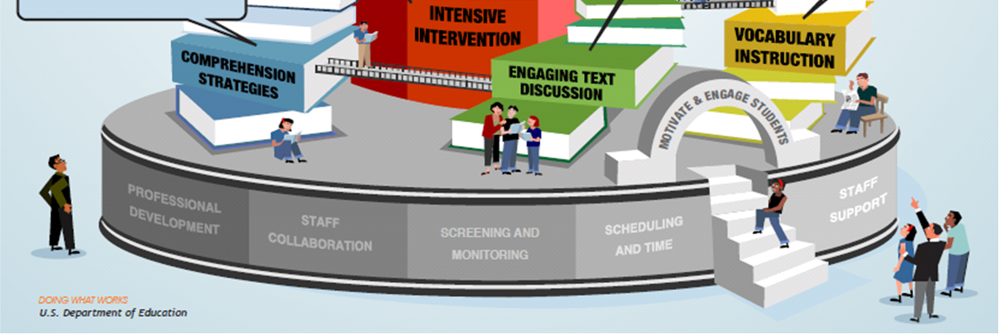 INTENSIVE
INTERVENTION
VOCABULARY
INSTRUCTION
COMPREHENSION
STRATEGIES
ENGAGING TEXT
DISCUSSION
MOTIVATE & ENGAGE STUDENTS
PROFESSIONAL
DEVELOPMENT
STAFF
COLLABORATION
SCREENING AND
MONITORING
SCHEDULING
AND TIME
STAFF
SUPPORT
DOING WHAT WORKS
U.S. Department of Education